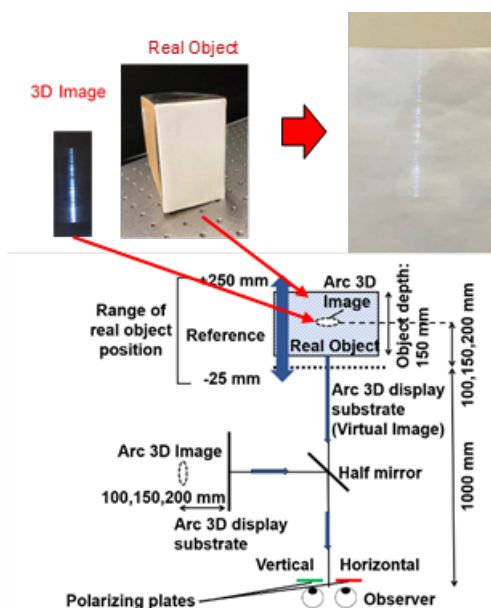 Real Object
3D Image
+250 mm
Arc 3D
Image
Range of
real object
position
Reference
Real Object
-25 mm
Object depth:
150 mm
100,150,200 mm
Arc 3D display
substrate
(Virtual Image)
Arc 3D Image
Half mirror
1000 mm
100,150,200 mm
Arc 3D display
substrate
Vertical
Horizontal
Polarizing plates
Observer